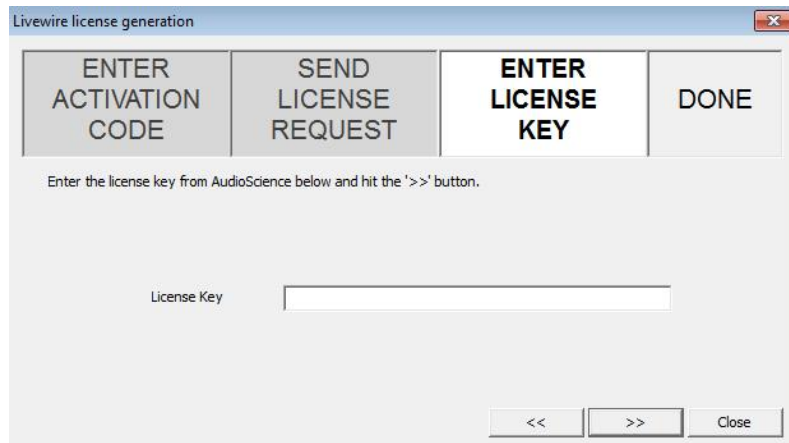 Livewire license generation
ENTER
ACTIVATION
CODE
SEND
LICENSE
REQUEST
ENTER
LICENSE
KEY
DONE
Enter the license key from AudioScience below and hit the '>>' button.
License Key
<<
>>
Close